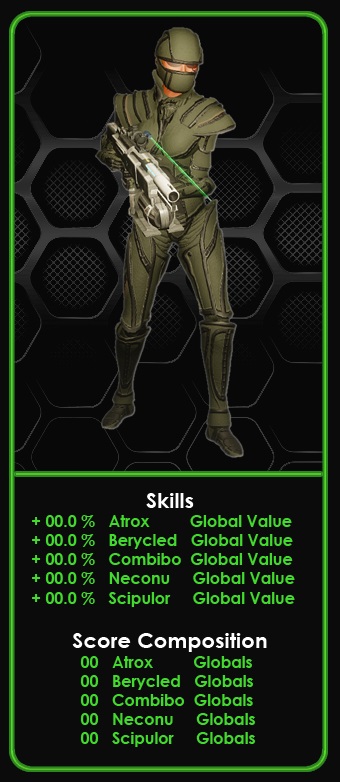 Skills
+ 00.0 % Atrox Global Value
+ 00.0 % Berycled Global Value
+ 00.0 % Combibo Global Value
+ 00.0 % Neconu Global Value
+ 00.0 % Scipulor Global Value
Score Composition
00 Atrox Globals
00 Berycled Globals
00 Combibo Globals
00 Neconu Globals
00 Scipulor Globals